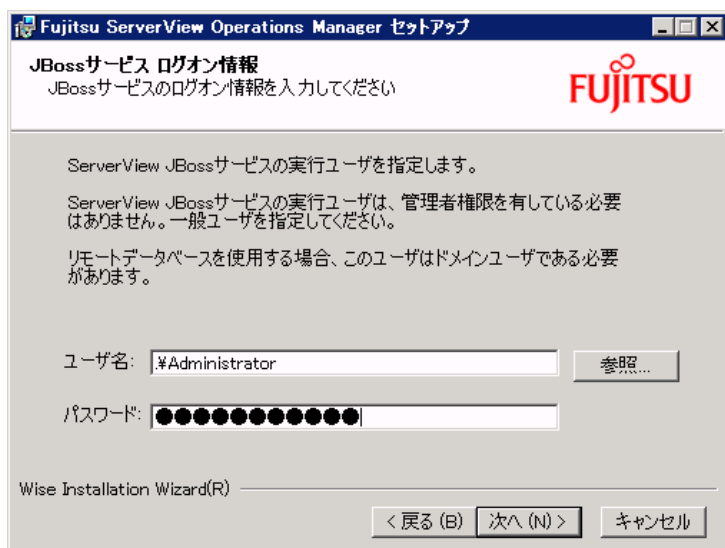 Fujitsu ServerView Operations Manager セットアップ
JBossサービス ログオン情報
JBossサービスのログオン情報を入力してください
FUJITSU
ServerView JBossサービスの実行ユーザを指定します。
ServerView JBossサービスの実行ユーザは、管理者権限を有している必要
はありません。一般ユーザを指定してください。
リモートデータベースを使用する場合、このユーザはドメインユーザである必要
があります。
ユーザ名: .¥Administrator 参照...
パスワード: ●●●●●●●●●●●
Wise Installation Wizard(R)
< 戻る (B) 次へ (N) > キャンセル